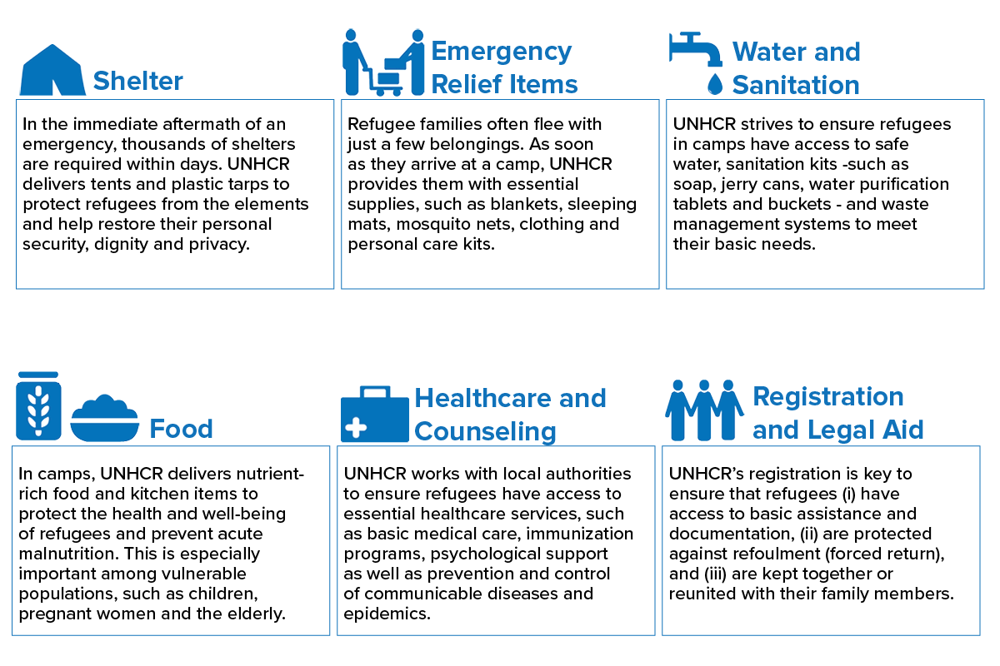 Shelter
In the immediate aftermath of an
emergency, thousands of shelters
are required within days. UNHCR
delivers tents and plastic tarps to
protect refugees from the elements
and help restore their personal
security, dignity and privacy.
Emergency
Relief Items
Refugee families often flee with
just a few belongings. As soon
as they arrive at a camp, UNHCR
provides them with essential
supplies, such as blankets, sleeping
mats, mosquito nets, clothing and
personal care kits.
Water and
Sanitation
UNHCR strives to ensure refugees
in camps have access to safe
water, sanitation kits -such as
soap, jerry cans, water purification
tablets and buckets - and waste
management systems to meet
their basic needs.
Food
In camps, UNHCR delivers nutrient-
rich food and kitchen items to
protect the health and well-being
of refugees and prevent acute
malnutrition. This is especially
important among vulnerable
populations, such as children,
pregnant women and the elderly.
Healthcare and
Counseling
UNHCR works with local authorities
to ensure refugees have access to
essential healthcare services, such
as basic medical care, immunization
programs, psychological support
as well as prevention and control
of communicable diseases and
epidemics.
Registration
and Legal Aid
UNHCR’s registration is key to
ensure that refugees (i) have
access to basic assistance and
documentation, (ii) are protected
against refoulment (forced return),
and (iii) are kept together or
reunited with their family members.